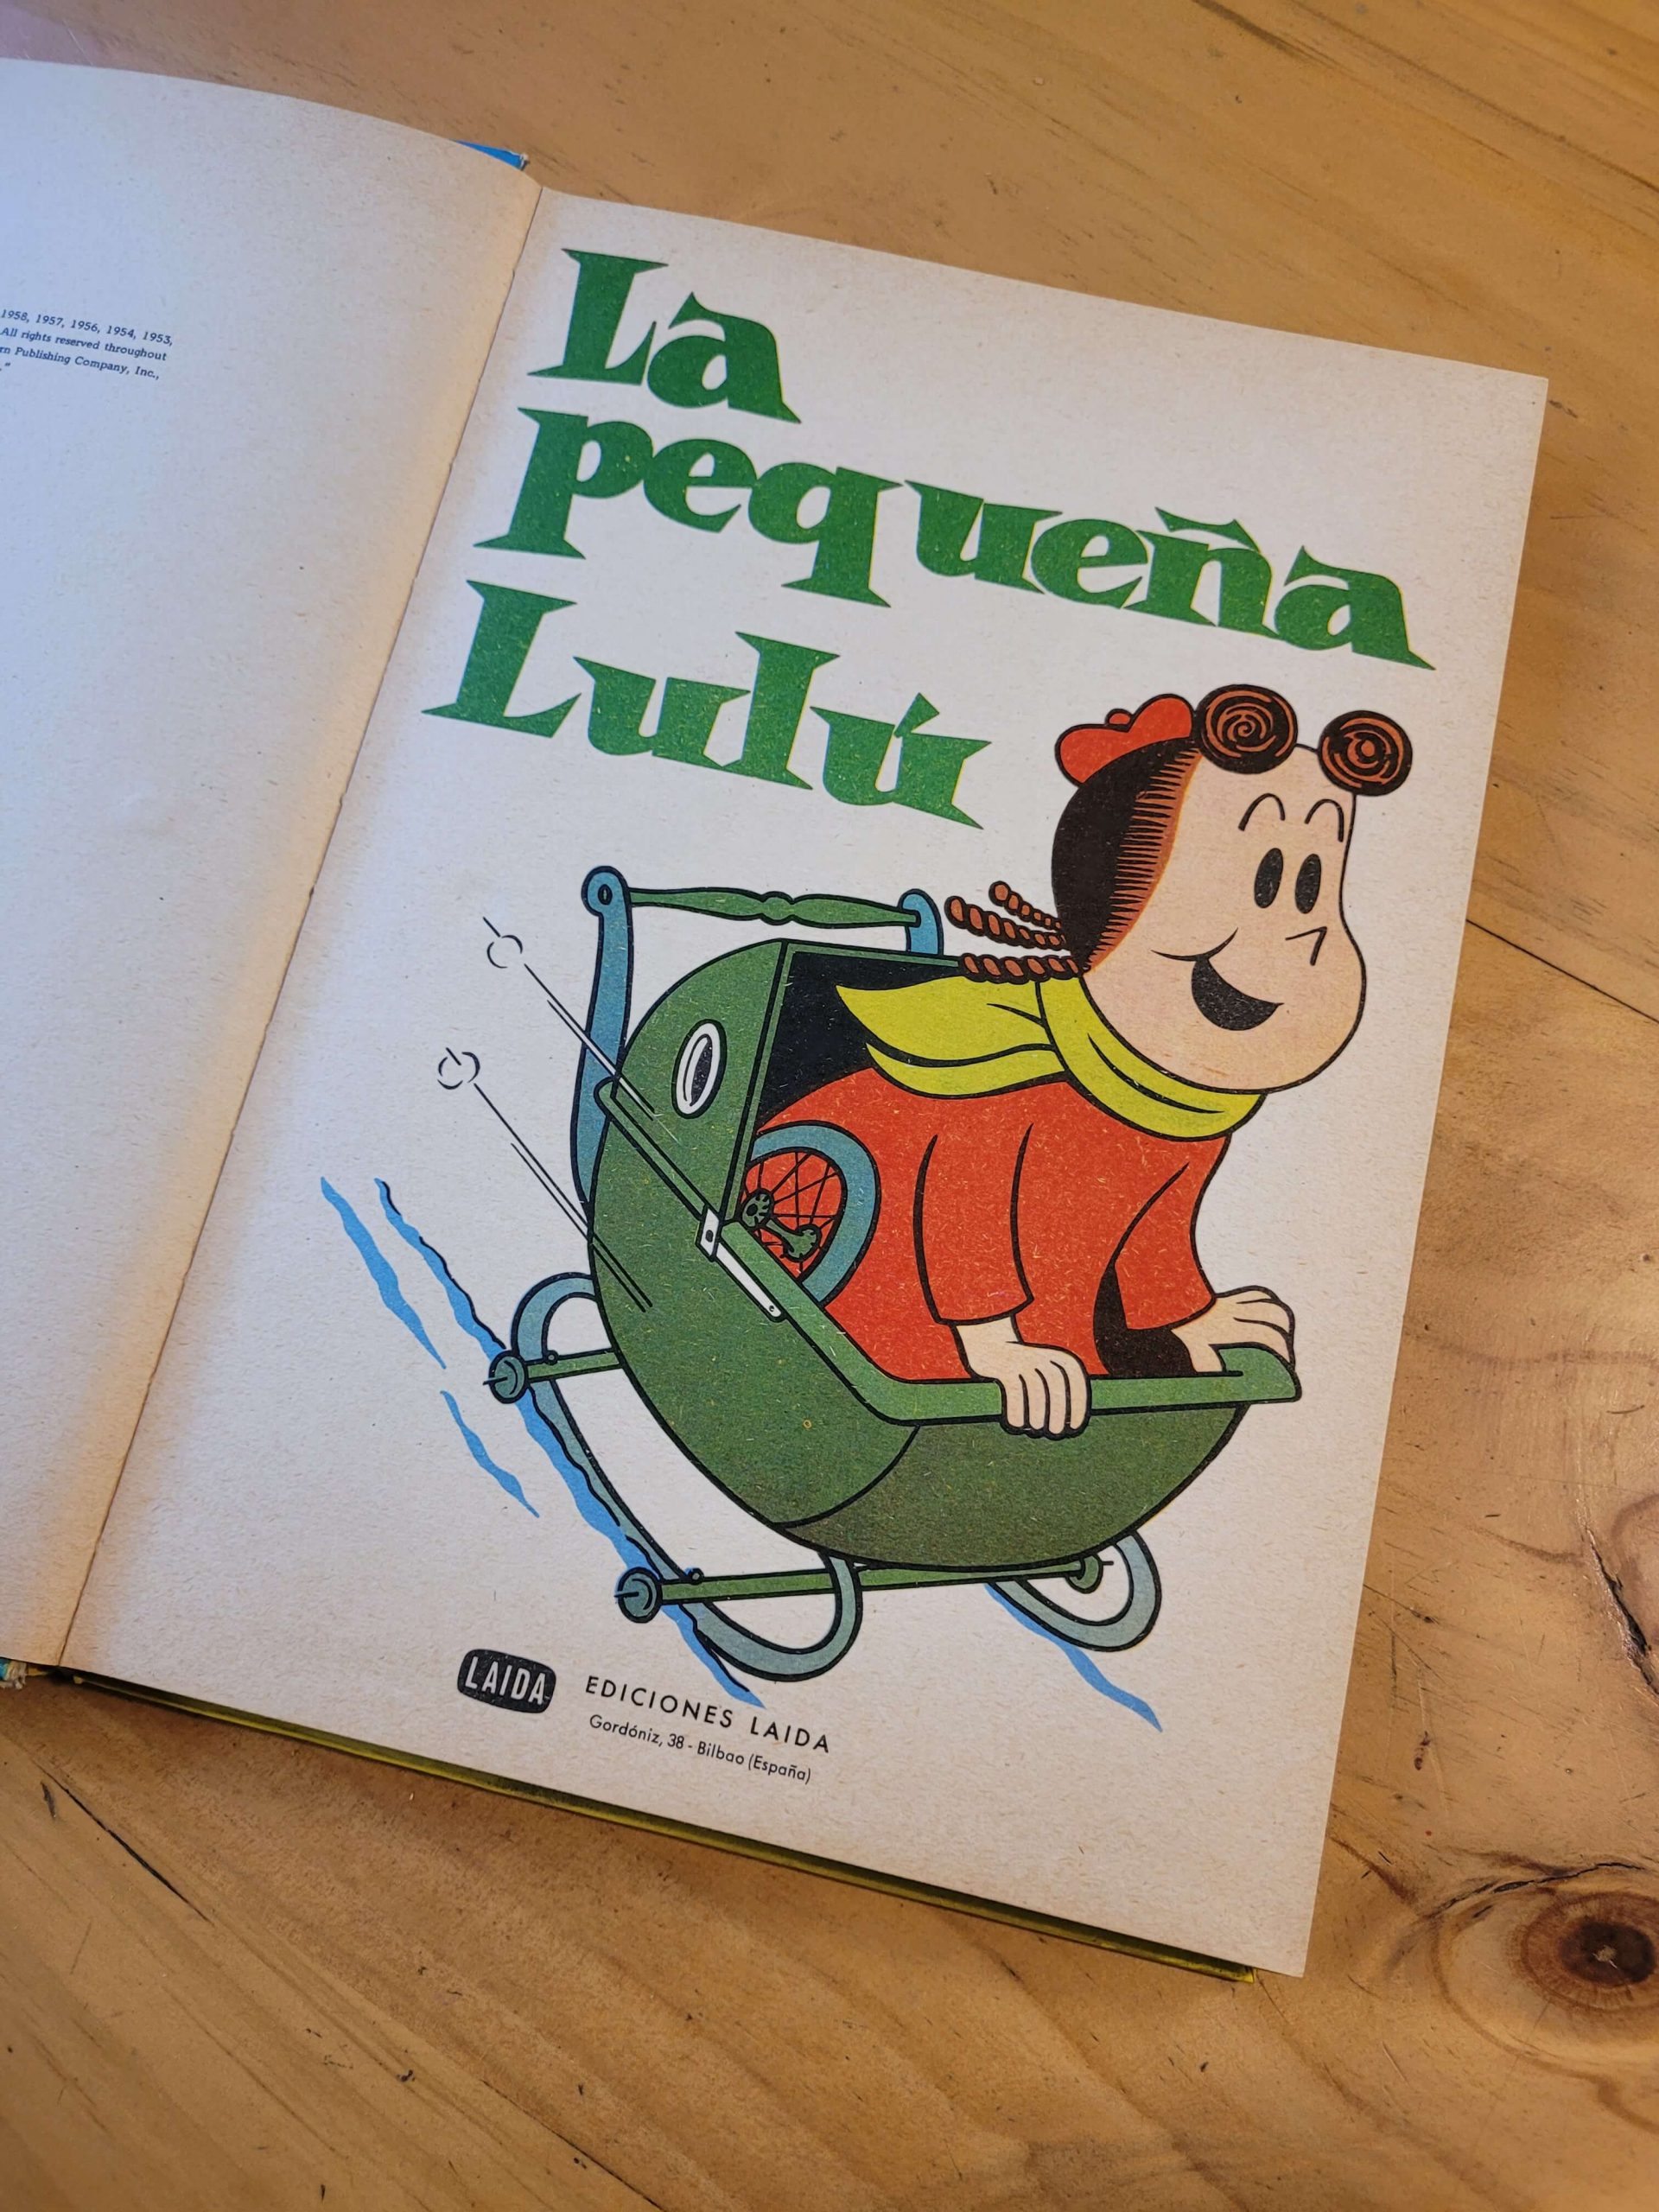 1958, 1957, 1956, 1954, 1953,
All rights reserved throughout
Publishing Company, Inc.,
La
pequeña
Lulú
LAIDA
EDICIONES LAIDA
Gordóniz, 38 - Bilbao (España)